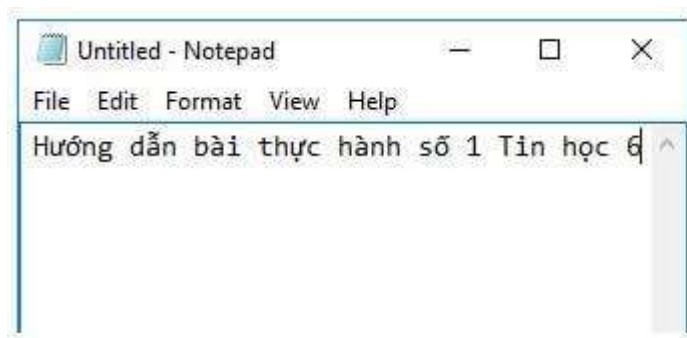 Untitled - Notepad
File Edit Format View Help
Hướng dẫn bài thực hành số 1 Tin học 6